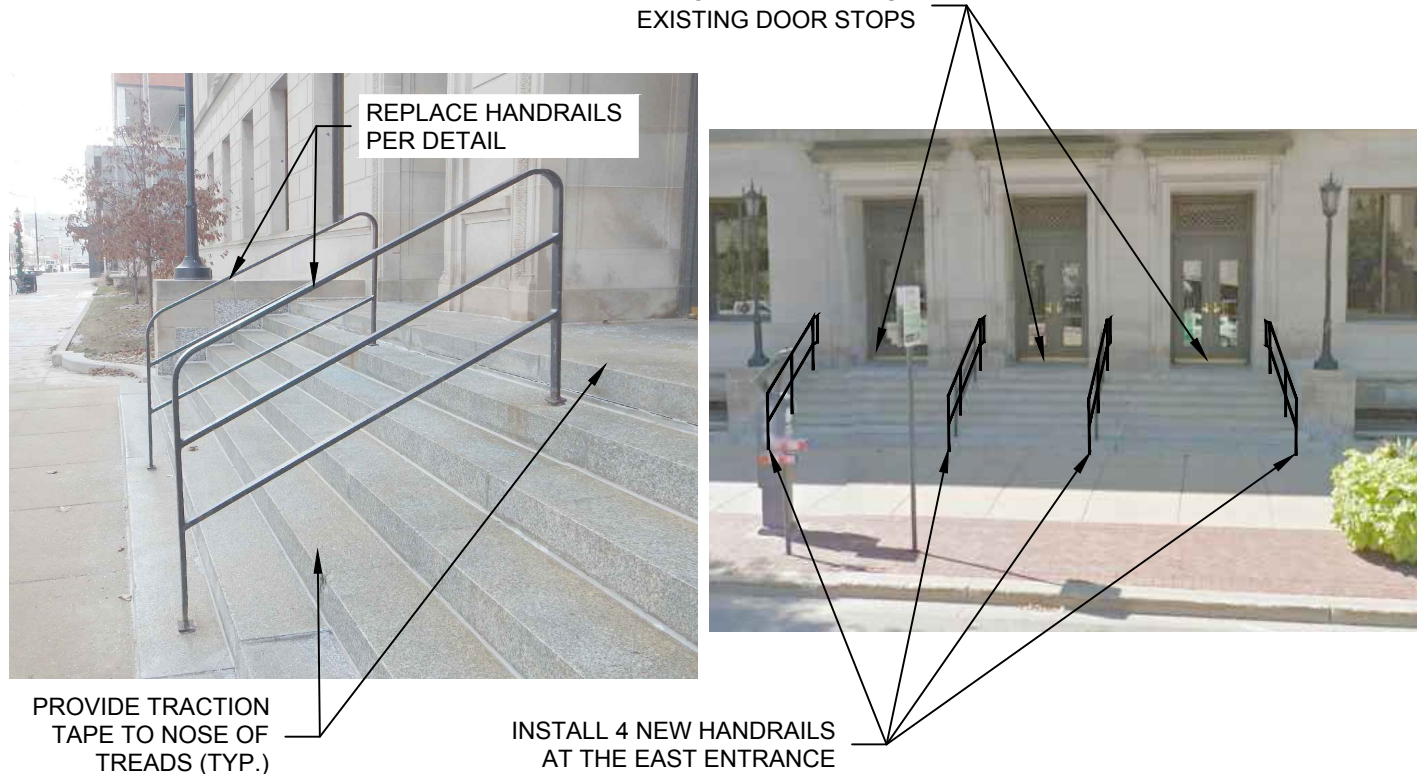 EXISTING DOOR STOPS
REPLACE HANDRAILS
PER DETAIL
PROVIDE TRACTION
TAPE TO NOSE OF
TREADS (TYP.)
INSTALL 4 NEW HANDRAILS
AT THE EAST ENTRANCE